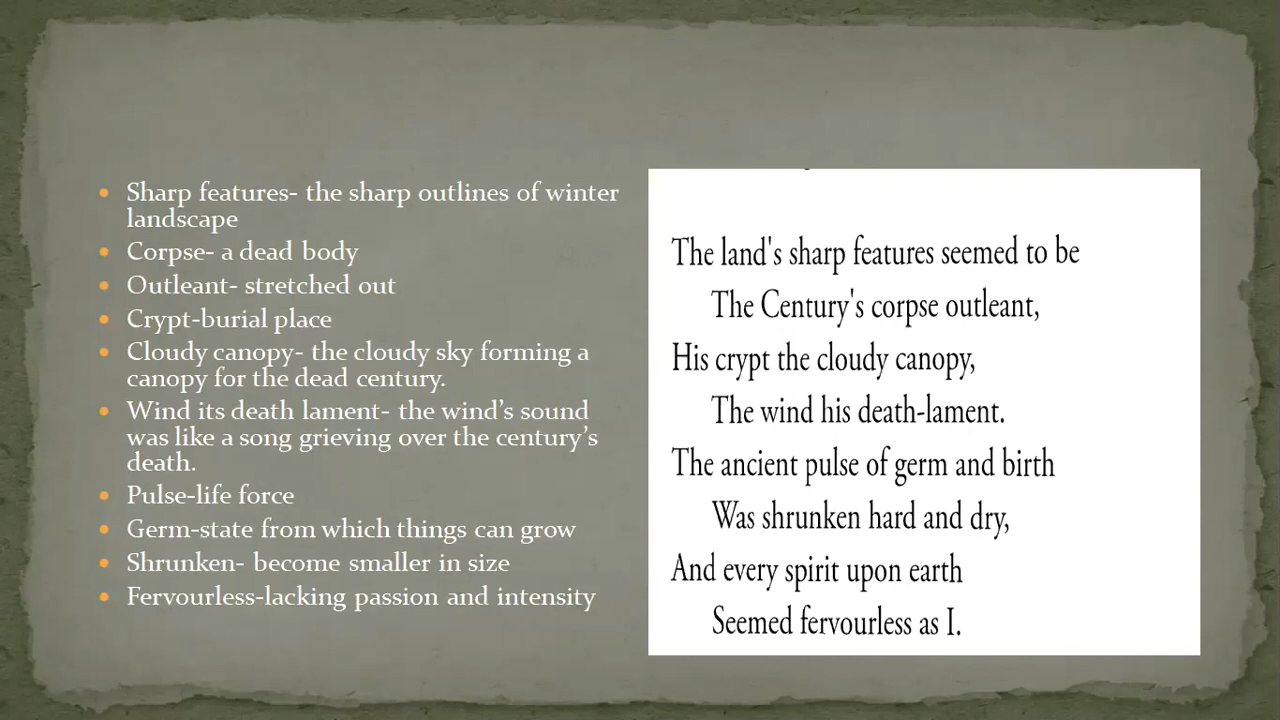 Sharp features- the sharp outlines of winter
landscape
Corpse- a dead body
Outleant- stretched out
Crypt-burial place
Cloudy canopy- the cloudy sky forming a
canopy for the dead century.
Wind its death lament- the wind's sound
was like a song grieving over the century's
death.
Pulse-life force
Germ-state from which things can grow
Shrunken- become smaller in size
Fervourless-lacking passion and intensity
The land's sharp features seemed to be
The Century's corpse outleant,
His crypt the cloudy canopy,
The wind his death-lament.
The ancient pulse of germ and birth
Was shrunken hard and dry,
And every spirit upon earth
Seemed fervourless as I.